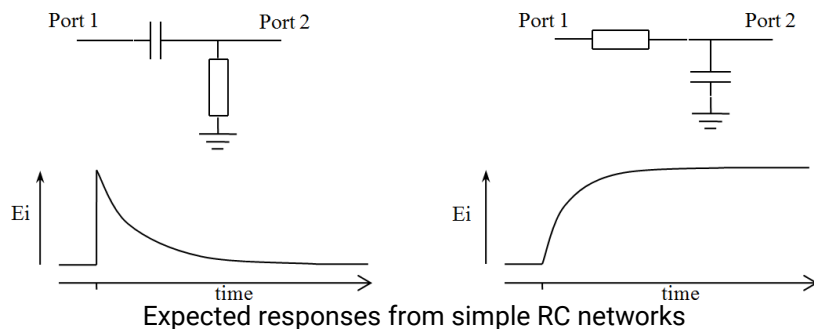 Port 1 Port 2 Port 1 Port 2
Ei Ei
time time
Expected responses from simple RC networks